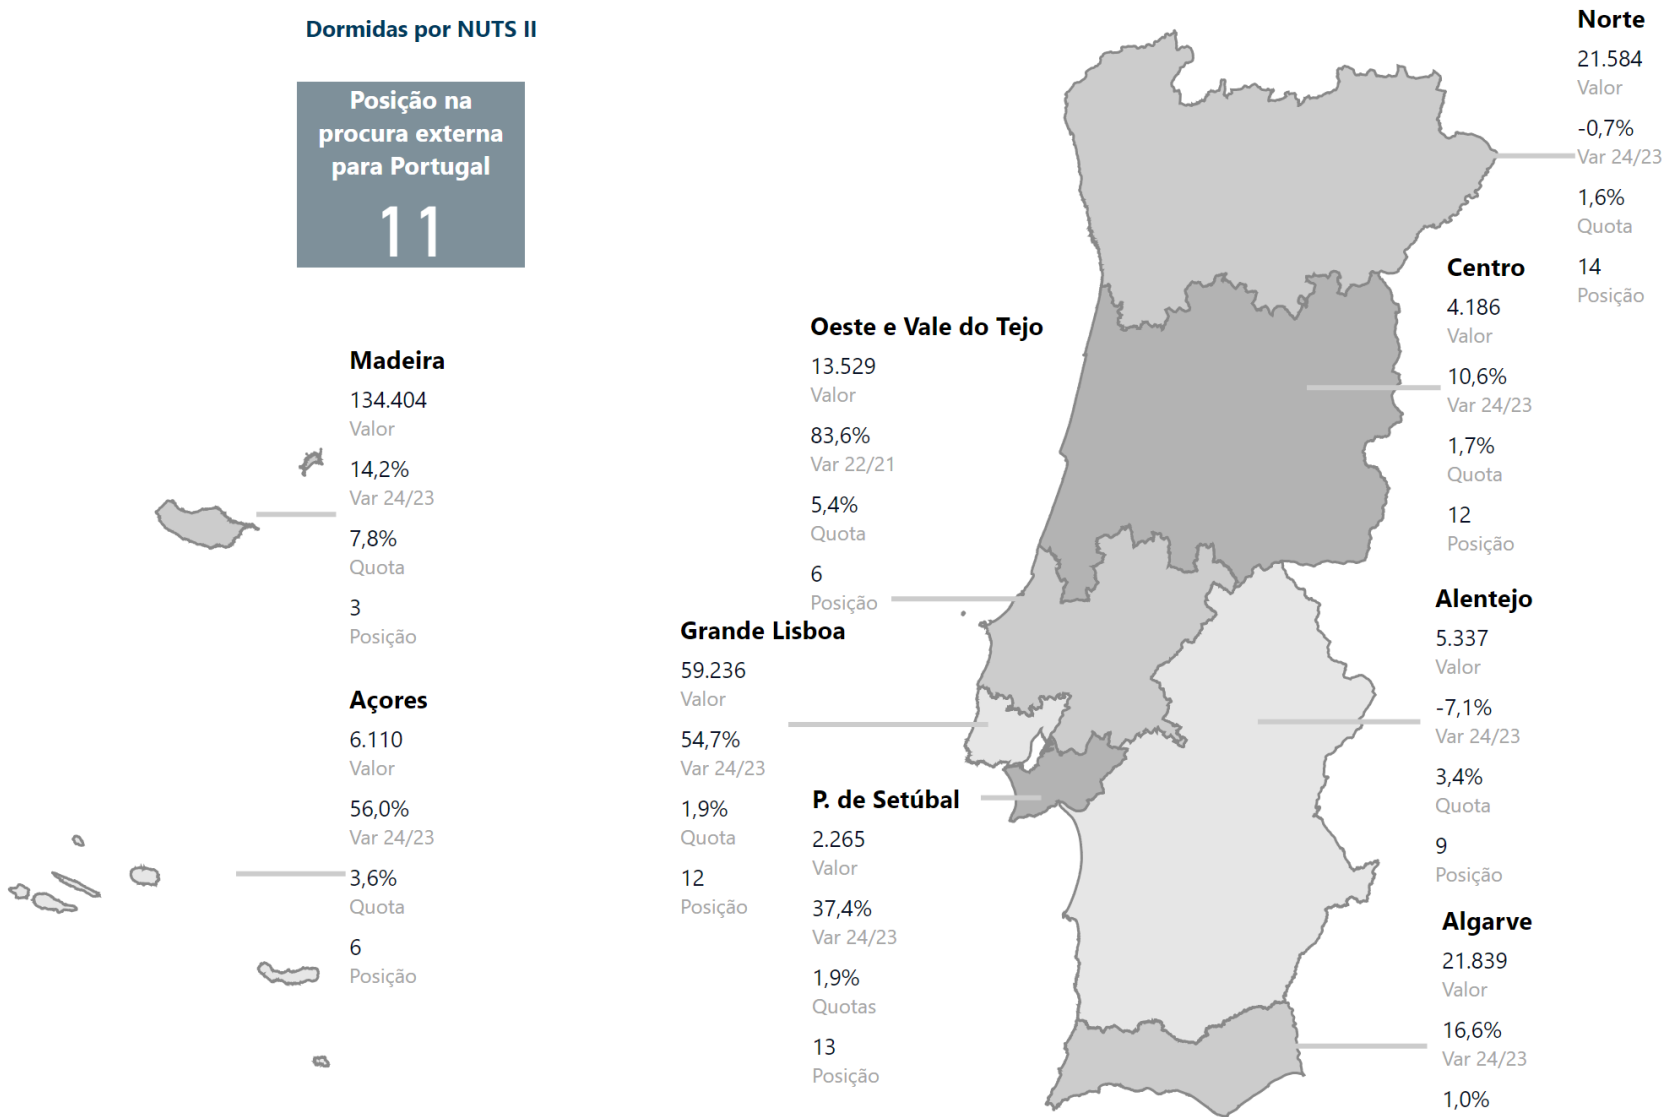 Dormidas por NUTS II
Posição na
procura externa
para Portugal
11
Norte
21.584
Valor
-0,7%
Var 24/23
1,6%
Quota
14
Posição
Centro
4.186
Valor
10,6%
Var 24/23
1,7%
Quota
12
Posição
Oeste e Vale do Tejo
13.529
Valor
83,6%
Var 22/21
5,4%
Quota
6
Posição
Madeira
134.404
Valor
14,2%
Var 24/23
7,8%
Quota
3
Posição
Alentejo
5.337
Valor
-7,1%
Var 24/23
3,4%
Quota
9
Posição
Grande Lisboa
59.236
Valor
54,7%
Var 24/23
1,9%
Quota
12
Posição
Açores
6.110
Valor
56,0%
Var 24/23
3,6%
Quota
6
Posição
P. de Setúbal
2.265
Valor
37,4%
Var 24/23
1,9%
Quotas
13
Posição
Algarve
21.839
Valor
16,6%
Var 24/23
1,0%